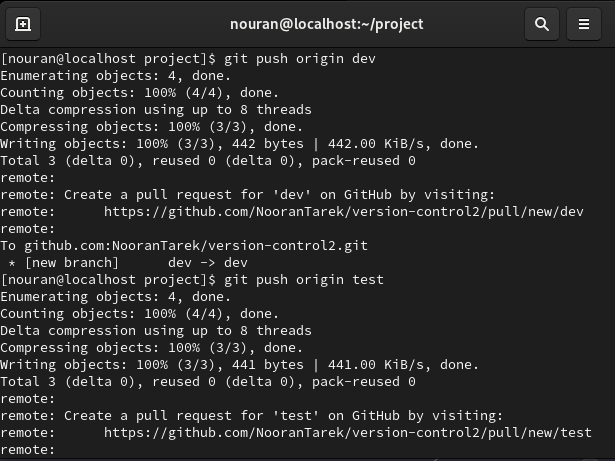 nouran@localhost:~/project
[nouran@localhost project]$ git push origin dev
Enumerating objects: 4, done.
Counting objects: 100% (4/4), done.
Delta compression using up to 8 threads
Compressing objects: 100% (3/3), done.
Writing objects: 100% (3/3), 442 bytes | 442.00 KiB/s, done.
Total 3 (delta 0), reused 0 (delta 0), pack-reused 0
remote:
remote: Create a pull request for 'dev' on GitHub by visiting:
remote:      https://github.com/NooranTarek/version-control2/pull/new/dev
remote:
To github.com:NooranTarek/version-control2.git
 * [new branch]      dev -> dev
[nouran@localhost project]$ git push origin test
Enumerating objects: 4, done.
Counting objects: 100% (4/4), done.
Delta compression using up to 8 threads
Compressing objects: 100% (3/3), done.
Writing objects: 100% (3/3), 441 bytes | 441.00 KiB/s, done.
Total 3 (delta 0), reused 0 (delta 0), pack-reused 0
remote:
remote: Create a pull request for 'test' on GitHub by visiting:
remote:      https://github.com/NooranTarek/version-control2/pull/new/test
remote: